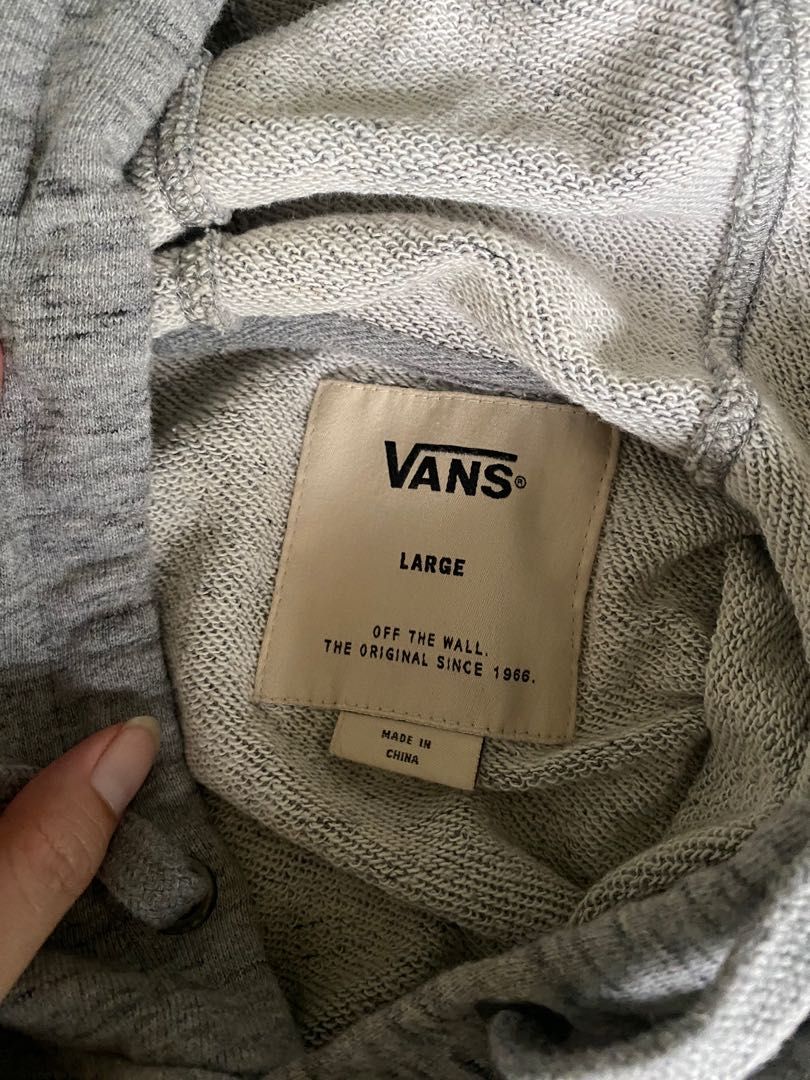 VANS®
LARGE
OFF THE WALL.
THE ORIGINAL SINCE 1966.
MADE IN
CHINA